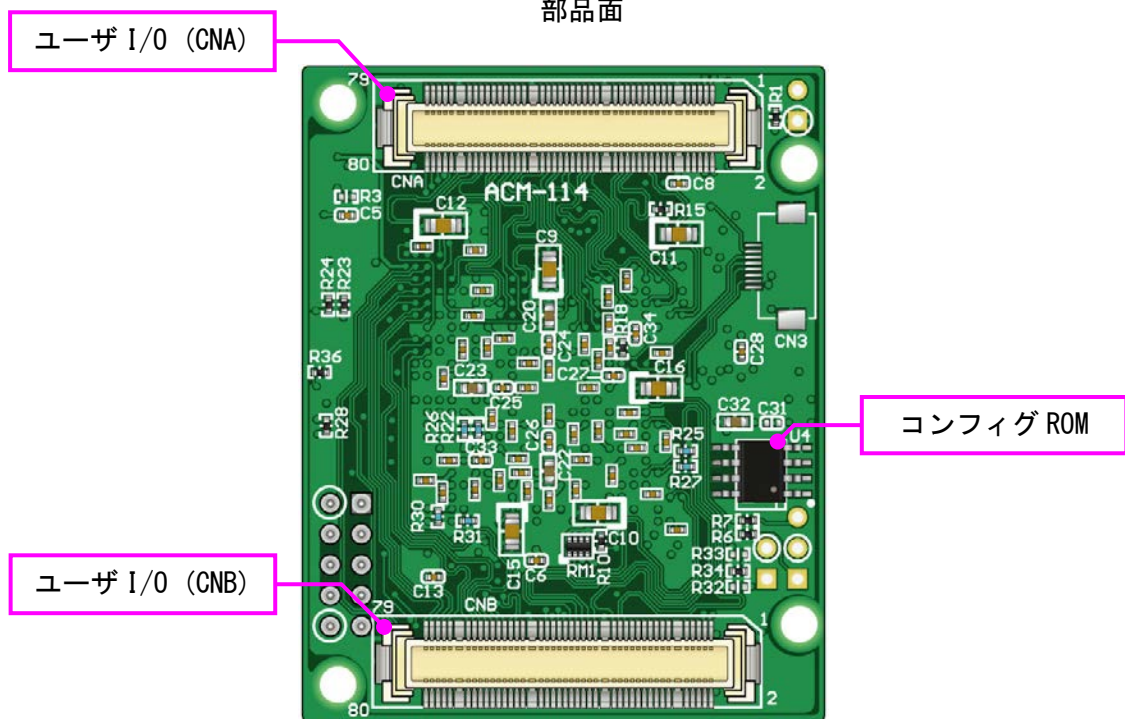 部品面
ユーザ I/O (CNA)
79
1
R1
80
CNA
2
ACM-114
C8
R3
C5
C12
R15
C11
C9
R24
R23
C20
R18
C34
C24
CN3
C28
R36
C23
C27
C16
C25
R28
R26
R22
C26
C32
C31
コンフィグ ROM
U4
R25
C33
C22
R27
R30
R31
C15
C10
R7
R6
RM1
R10
R33
C6
R34
C13
R32
ユーザ I/O (CNB)
79
CNB
1
80
2